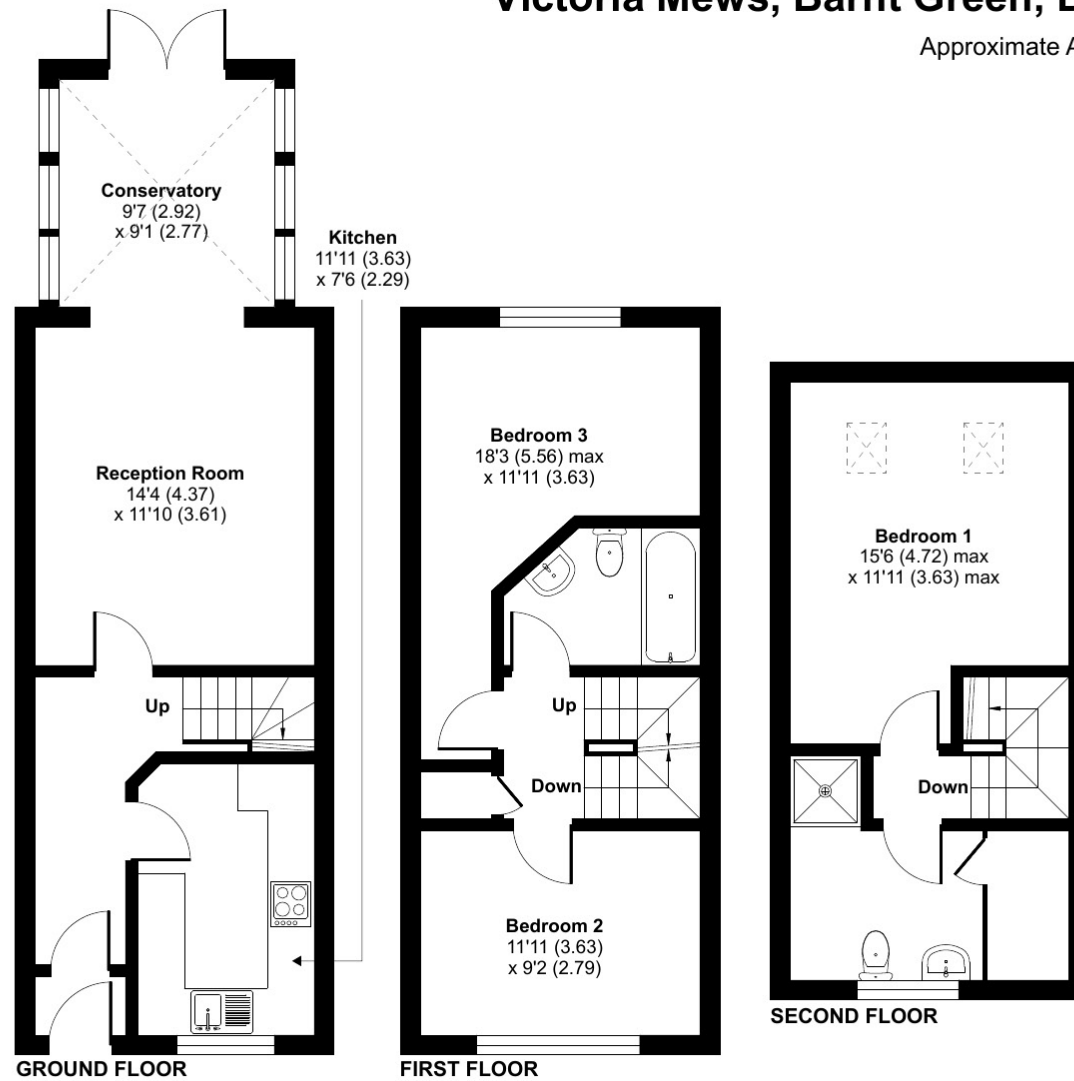 Victoria Mews, Barnt Green,
Approximate
Conservatory
9'7 (2.92)
x 9'1 (2.77)
Kitchen
11'11 (3.63)
x 7'6 (2.29)
Reception Room
14'4 (4.37)
x 11'10 (3.61)
Up
GROUND FLOOR
Bedroom 3
18'3 (5.56) max
x 11'11 (3.63)
Up
Down
Bedroom 2
11'11 (3.63)
x 9'2 (2.79)
FIRST FLOOR
Bedroom 1
15'6 (4.72) max
x 11'11 (3.63) max
Down
SECOND FLOOR